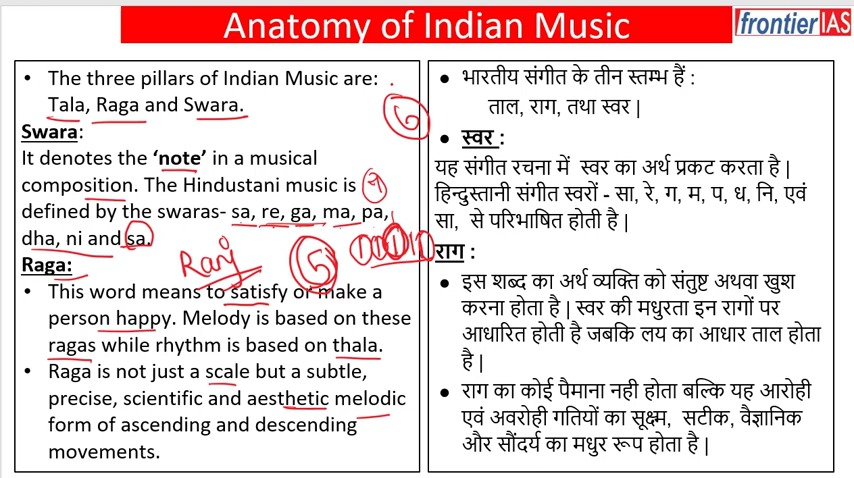 Anatomy of Indian Music
frontierIAS
• The three pillars of Indian Music are:
Tala, Raga and Swara.
Swara:
It denotes the 'note' in a musical
composition. The Hindustani music is
defined by the swaras- sa, re, ga, ma, pa,
dha, ni and sa.
Raga:
• This word means to satisfy or make a
person happy. Melody is based on these
ragas while rhythm is based on thala.
• Raga is not just a scale but a subtle,
precise, scientific and aesthetic melodic
form of ascending and descending
movements.
Ranj
5
• भारतीय संगीत के तीन स्तम्भ हैं :
ताल, राग, तथा स्वर |
• स्वर :
यह संगीत रचना में स्वर का अर्थ प्रकट करता है |
हिन्दुस्तानी संगीत स्वरों - सा, रे, ग, म, प, ध, नि, एवं
सा, से परिभाषित होती है |
राग :
• इस शब्द का अर्थ व्यक्ति को संतुष्ट अथवा खुश
करना होता है | स्वर की मधुरता इन रागों पर
आधारित होती है जबकि लय का आधार ताल होता
है |
• राग का कोई पैमाना नही होता बल्कि यह आरोही
एवं अवरोही गतियों का सूक्ष्म, सटीक, वैज्ञानिक
और सौंदर्य का मधुर रूप होता है |